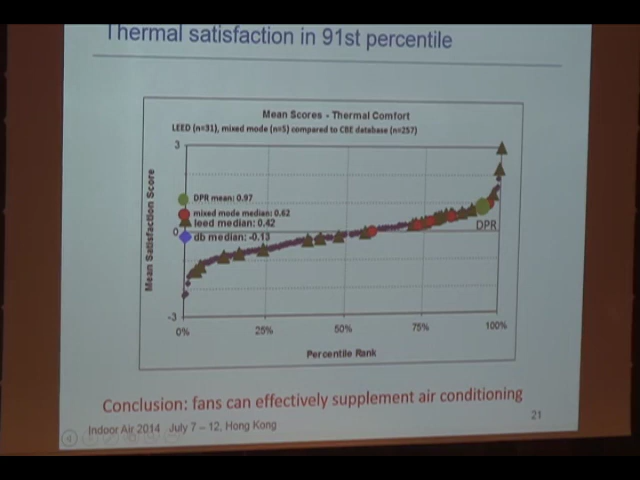 Thermal satisfaction in 91st percentile
Mean Scores - Thermal Comfort
LEED (n=31), mixed mode (n=5) compared to CBE database (n=257)
3
DPR mean: 0.97
mixed mode median: 0.62
leed median: 0.42
0
db median: -0.13
DPR
-3
Mean Satisfaction Score
0% 25% 50% 75% 100%
Percentile Rank
Conclusion: fans can effectively supplement air conditioning
Indoor Air 2014 July 7 – 12, Hong Kong
21